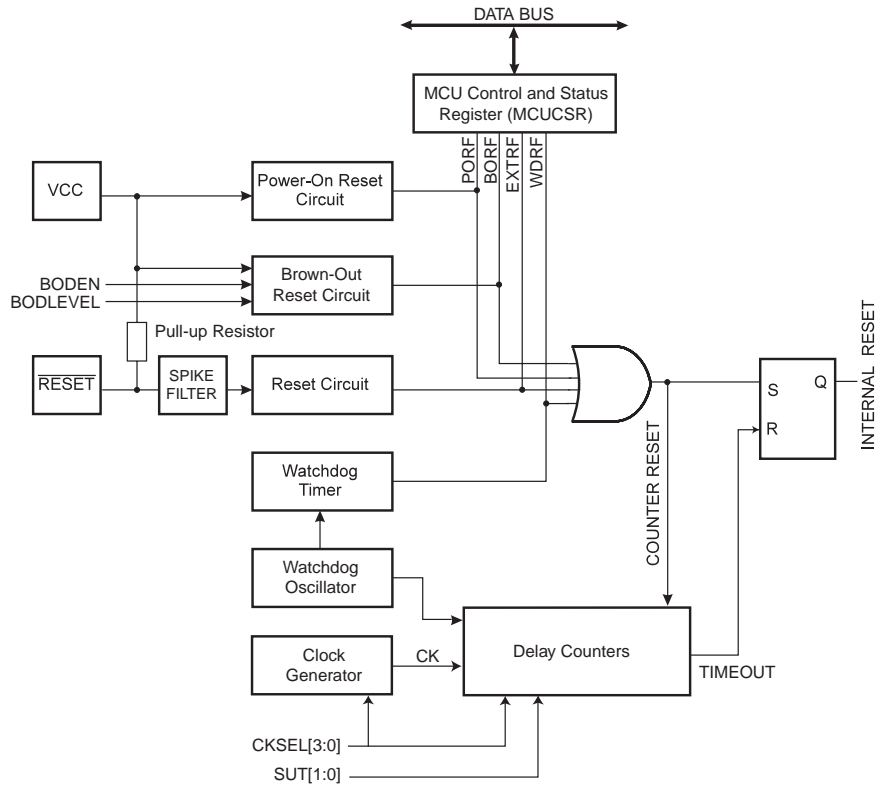 DATA BUS
MCU Control and Status
Register (MCUCSR)
PORF
BORF
EXTRF
WDRF
VCC
Power-On Reset
Circuit
BODEN
BODLEVEL
Brown-Out
Reset Circuit
Pull-up Resistor
RESET
SPIKE
FILTER
Reset Circuit
S
Q
R
INTERNAL RESET
Watchdog
Timer
COUNTER RESET
Watchdog
Oscillator
Clock
Generator
CK
Delay Counters
TIMEOUT
CKSEL[3:0]
SUT[1:0]